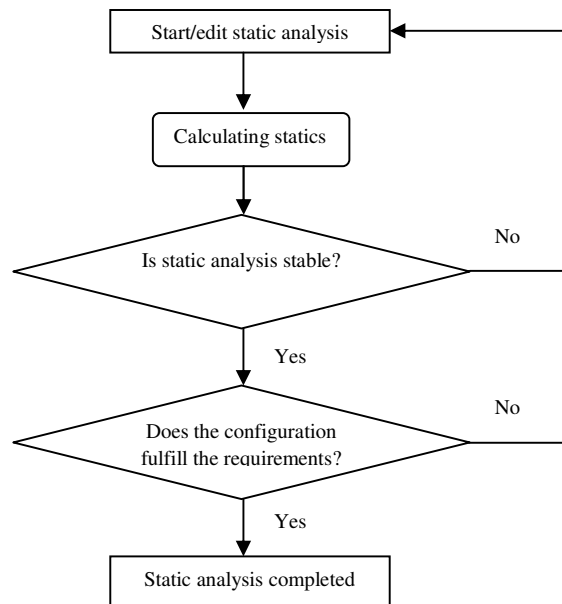 Start/edit static analysis
Calculating statics
Is static analysis stable?
No
Yes
Does the configuration
fulfill the requirements?
No
Yes
Static analysis completed